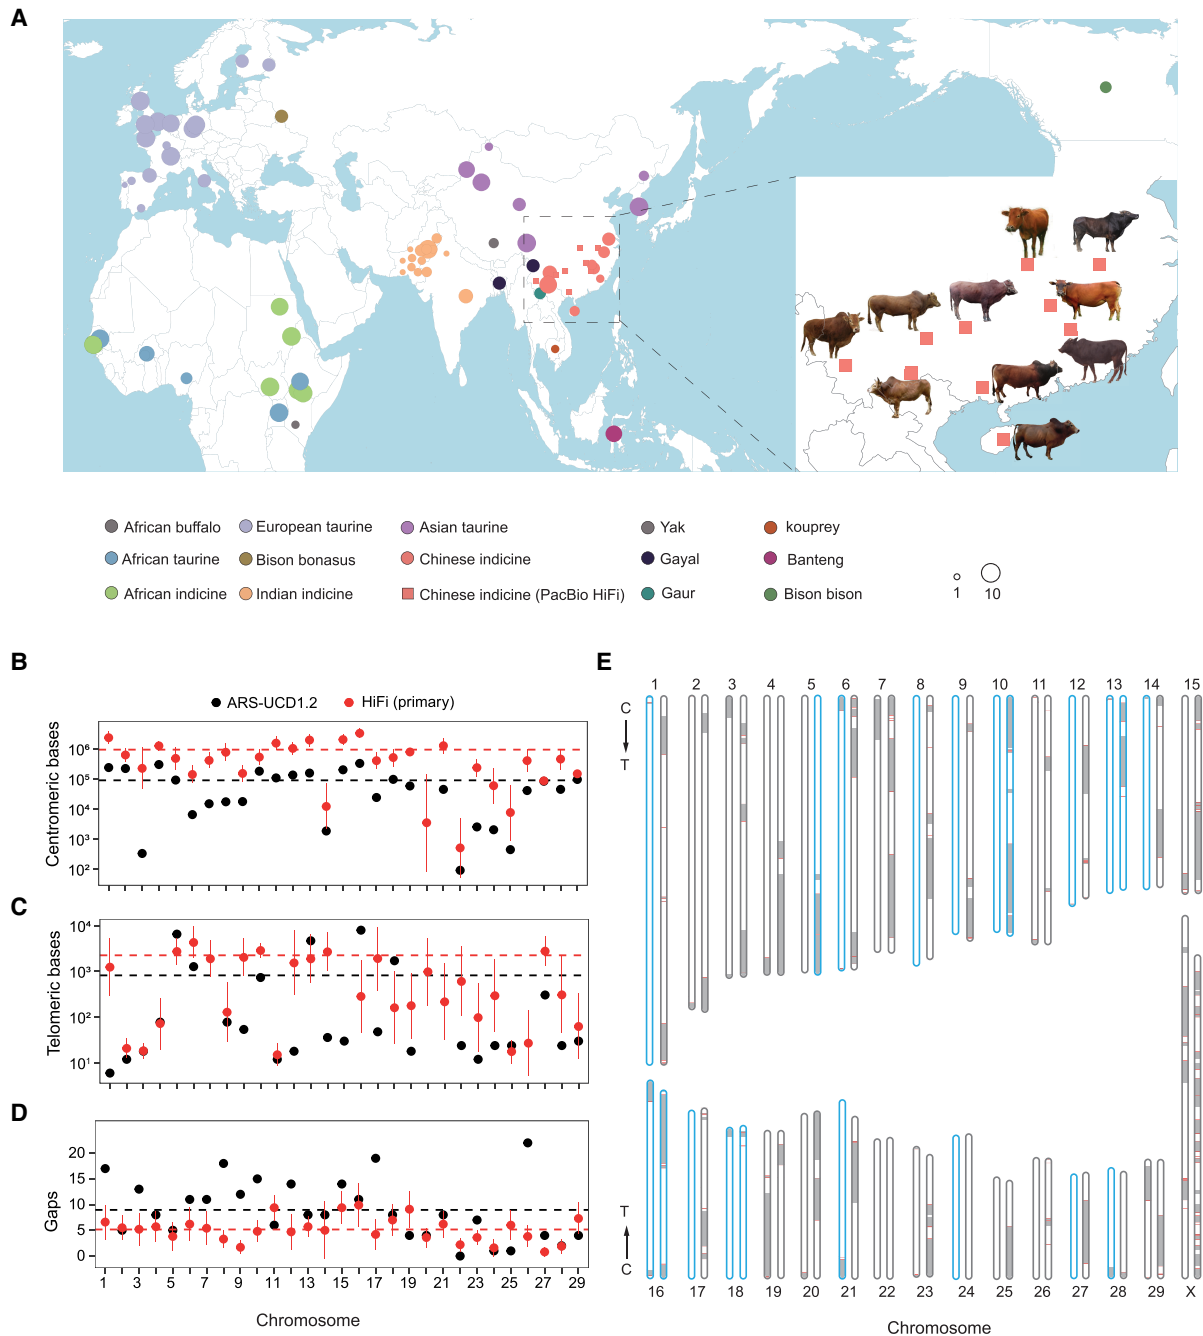 A
African buffalo
European taurine
Asian taurine
Yak
kouprey
African taurine
Bison bonasus
Chinese indicine
Gayal
Banteng
African indicine
Indian indicine
Chinese indicine (PacBio HiFi)
Gaur
Bison bison
1
10
B
ARS-UCD1.2
HiFi (primary)
Centromeric bases
10⁶
10⁵
10⁴
10³
10²
C
Telomeric bases
10⁴
10³
10²
10¹
D
Gaps
20
15
10
5
0
1 3 5 7 9 11 13 15 17 19 21 23 25 27 29
Chromosome
E
1 2 3 4 5 6 7 8 9 10 11 12 13 14 15
C
T
T
C
16 17 18 19 20 21 22 23 24 25 26 27 28 29 X
Chromosome